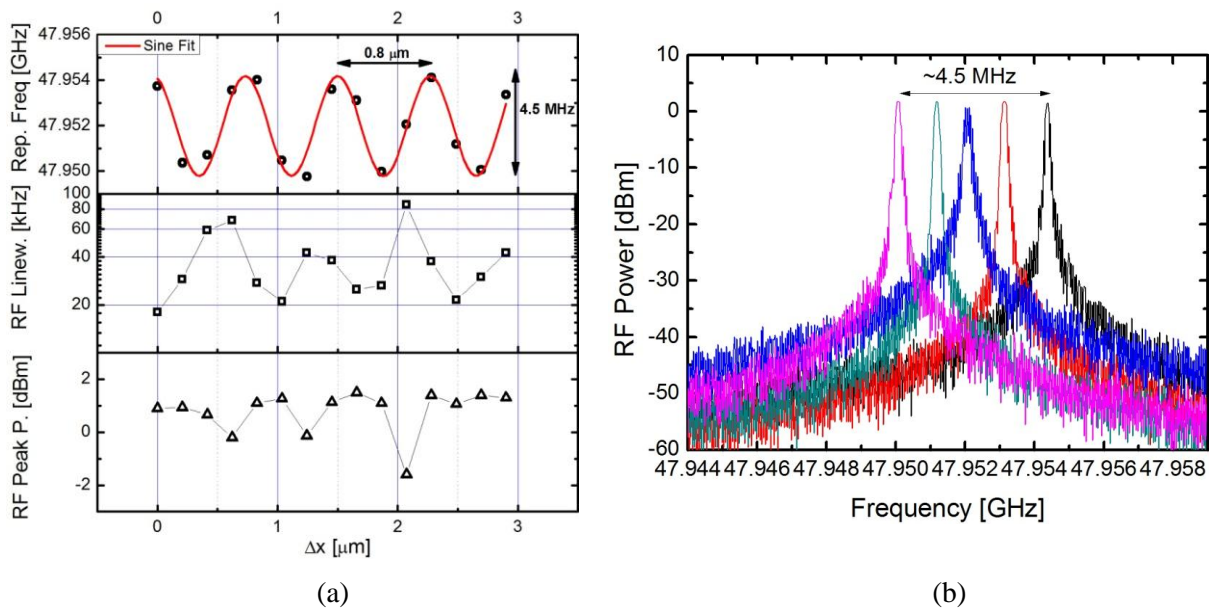 0 1 2 3
47.956
47.954
47.952
47.950
Rep. Freq [GHz]
Sine Fit
0.8 μm
4.5 MHz
100
80
60
40
20
RF Linew. [kHz]
2
0
-2
RF Peak P. [dBm]
0 1 2 3
Δx [μm]
(a)
10
0
-10
-20
-30
-40
-50
-60
RF Power [dBm]
~4.5 MHz
47.944 47.946 47.948 47.950 47.952 47.954 47.956 47.958
Frequency [GHz]
(b)